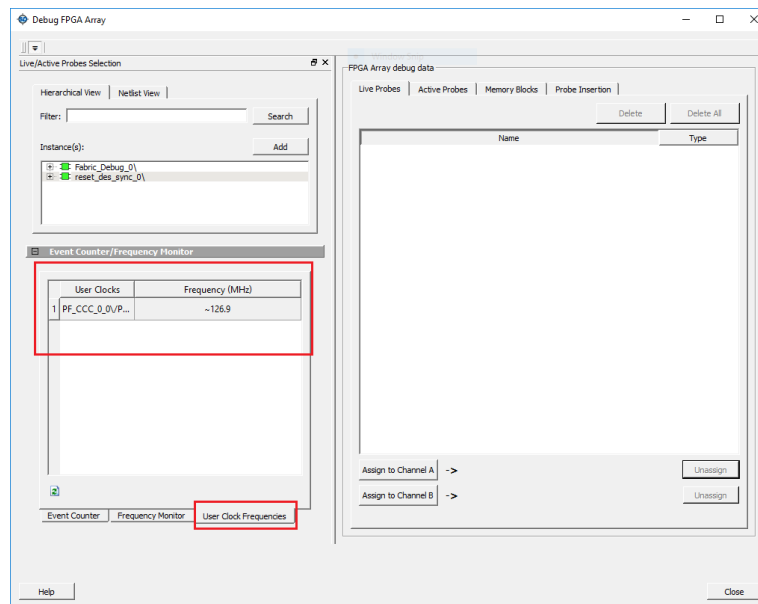 Debug FPGA Array
Live/Active Probes Selection
Hierarchical View
Netlist View
Filter:
Search
Instance(s):
Add
Fabric_Debug_0\
reset_des_sync_0\
Event Counter/Frequency Monitor
User Clocks
Frequency (MHz)
1 PF_CCC_0_0\/P...
~126.9
Event Counter
Frequency Monitor
User Clock Frequencies
FPGA Array debug data
Live Probes
Active Probes
Memory Blocks
Probe Insertion
Delete
Delete All
Name
Type
Assign to Channel A
->
Unassign
Assign to Channel B
->
Unassign
Help
Close